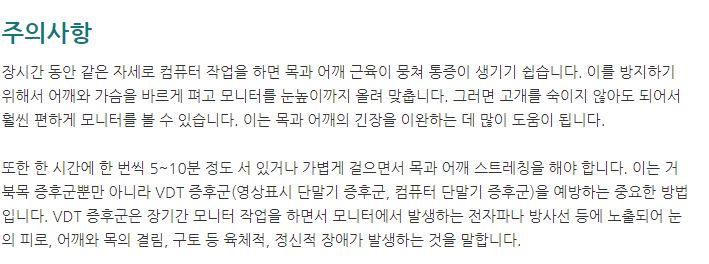 주의사항
장시간 동안 같은 자세로 컴퓨터 작업을 하면 목과 어깨 근육이 뭉쳐 통증이 생기기 쉽습니다. 이를 방지하기
위해서 어깨와 가슴을 바르게 펴고 모니터를 눈높이까지 올려 맞춥니다. 그러면 고개를 숙이지 않아도 되어서
훨씬 편하게 모니터를 볼 수 있습니다. 이는 목과 어깨의 긴장을 이완하는 데 많이 도움이 됩니다.
또한 한 시간에 한 번씩 5~10분 정도 서 있거나 가볍게 걸으면서 목과 어깨 스트레칭을 해야 합니다. 이는 거
북목 증후군뿐만 아니라 VDT 증후군(영상표시 단말기 증후군, 컴퓨터 단말기 증후군)을 예방하는 중요한 방법
입니다. VDT 증후군은 장기간 모니터 작업을 하면서 모니터에서 발생하는 전자파나 방사선 등에 노출되어 눈
의 피로, 어깨와 목의 결림, 구토 등 육체적, 정신적 장애가 발생하는 것을 말합니다.